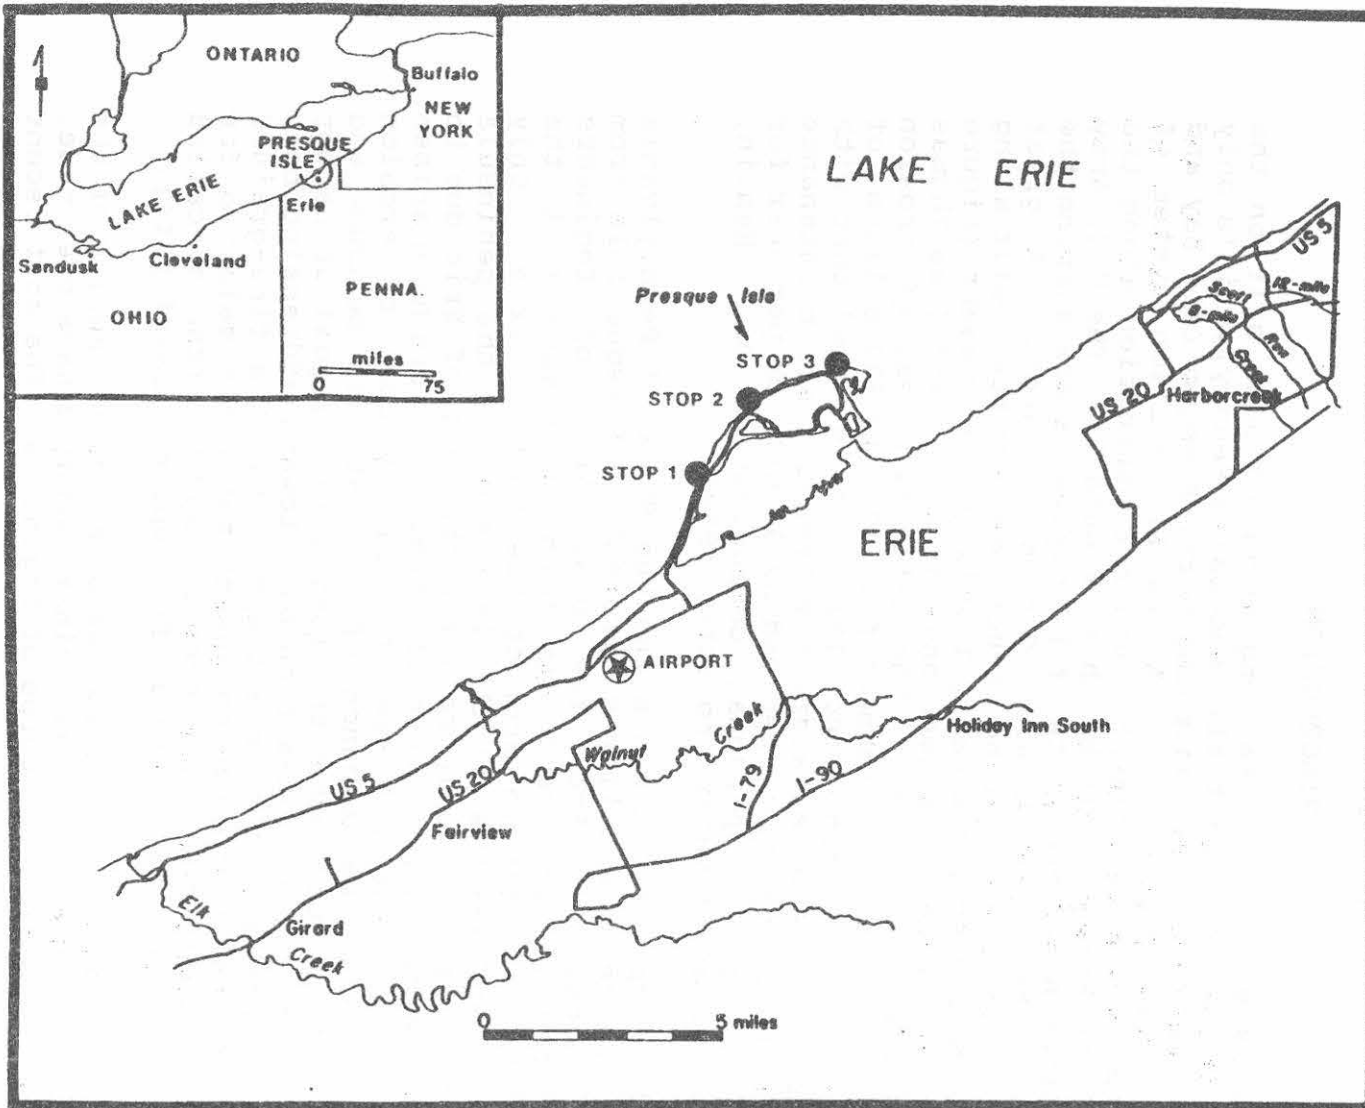 ONTARIO
Buffalo
NEW
YORK
PRESQUE
ISLE
LAKE ERIE
Erie
Sandusk
Cleveland
PENNA.
OHIO
miles
0 75
LAKE ERIE
US 5
Scott
12-mile
8-mile
Run
Creek
US 20
Harborcreek
Presque Isle
STOP 3
STOP 2
STOP 1
ERIE
AIRPORT
Walnut Creek
Holiday Inn South
I-79
I-90
US 5
US 20
Fairview
Elk
Creek
Girard
0 5 miles